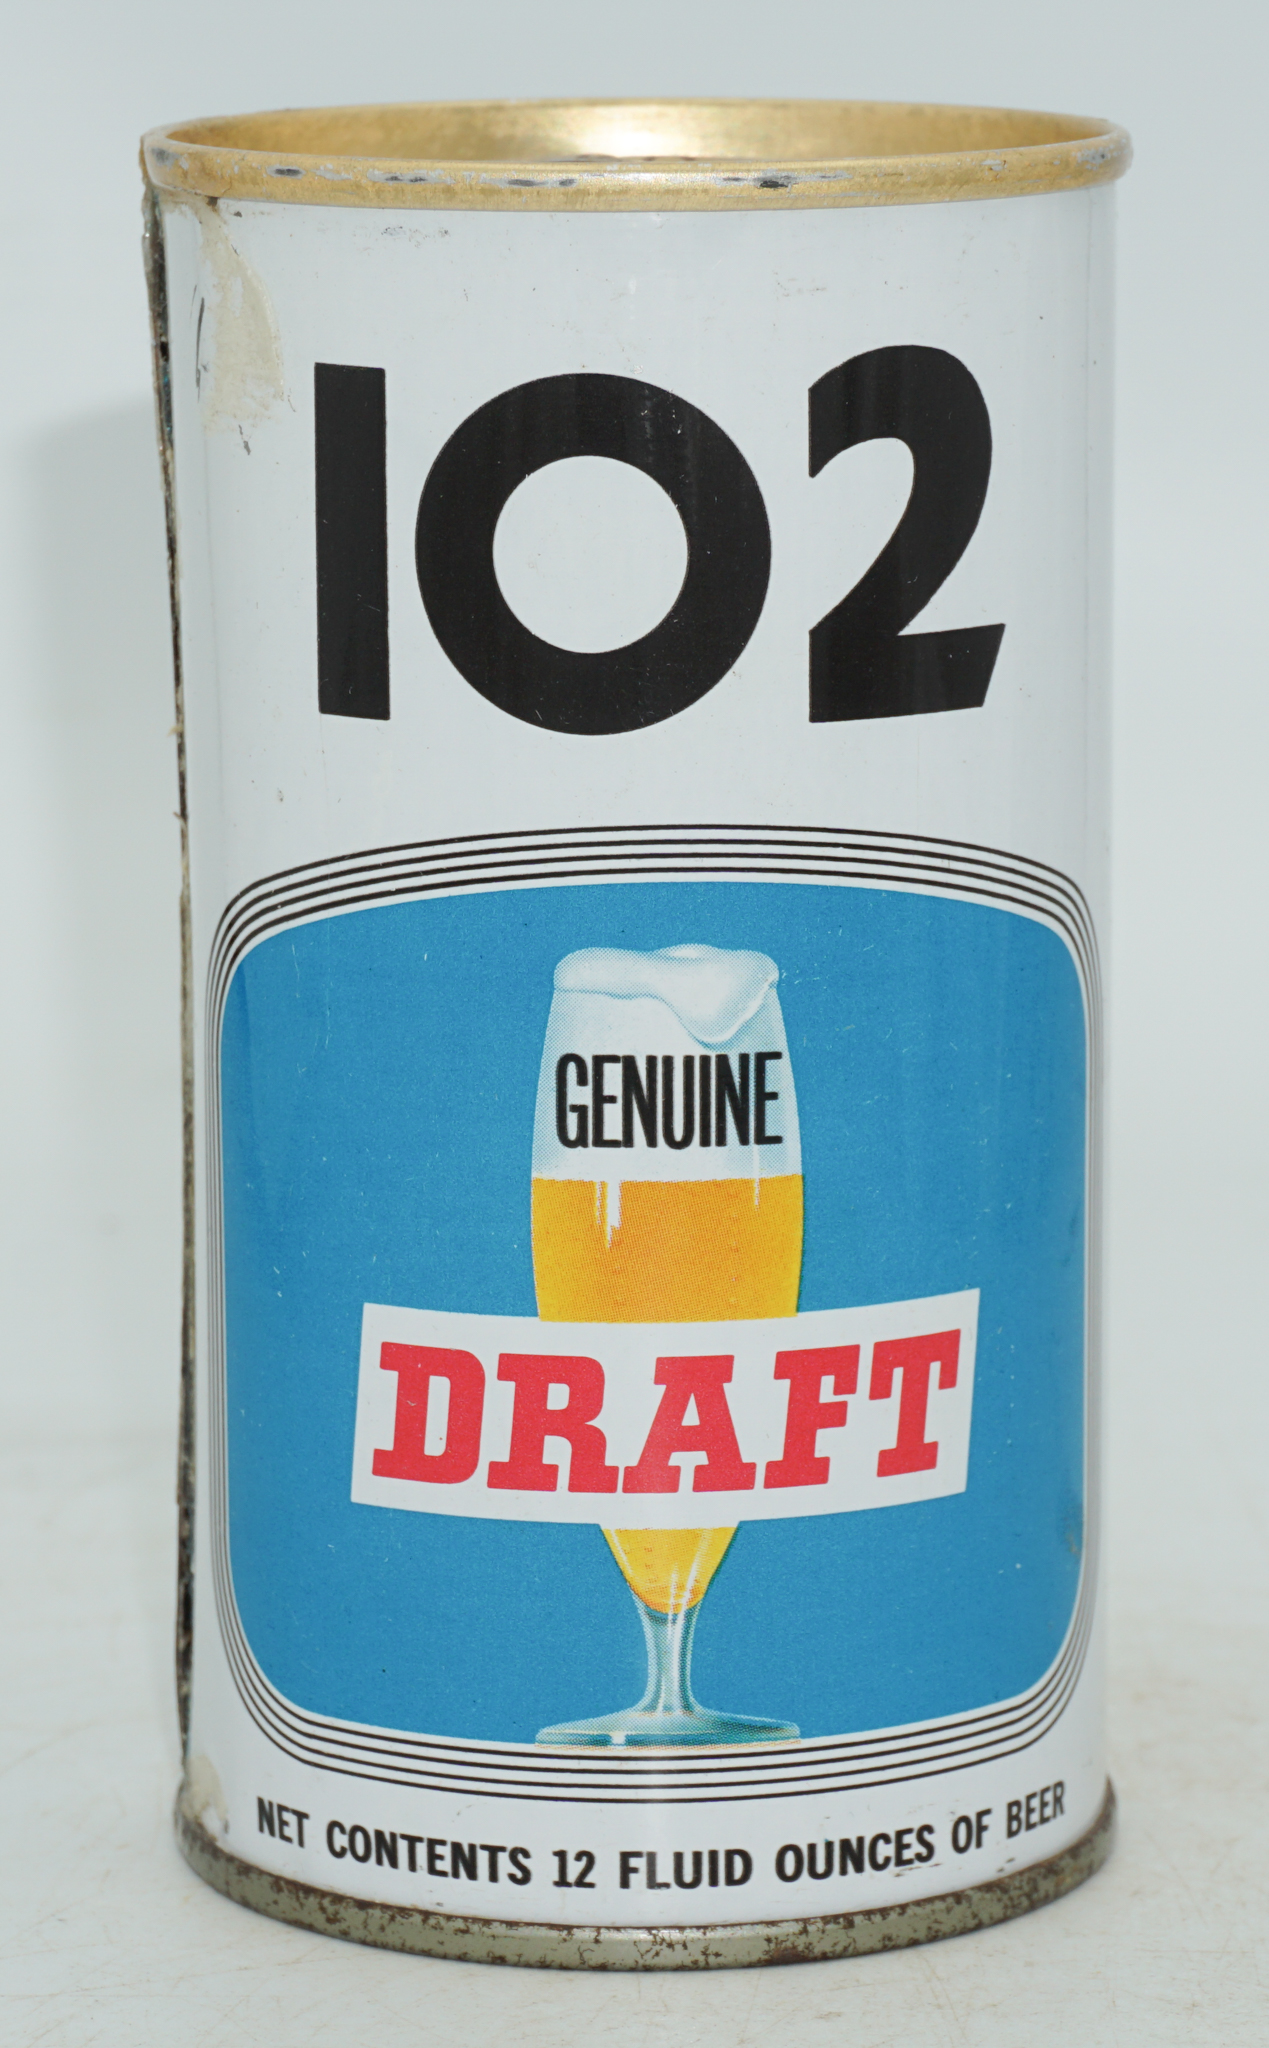 102
GENUINE
DRAFT
NET CONTENTS 12 FLUID OUNCES OF BEER